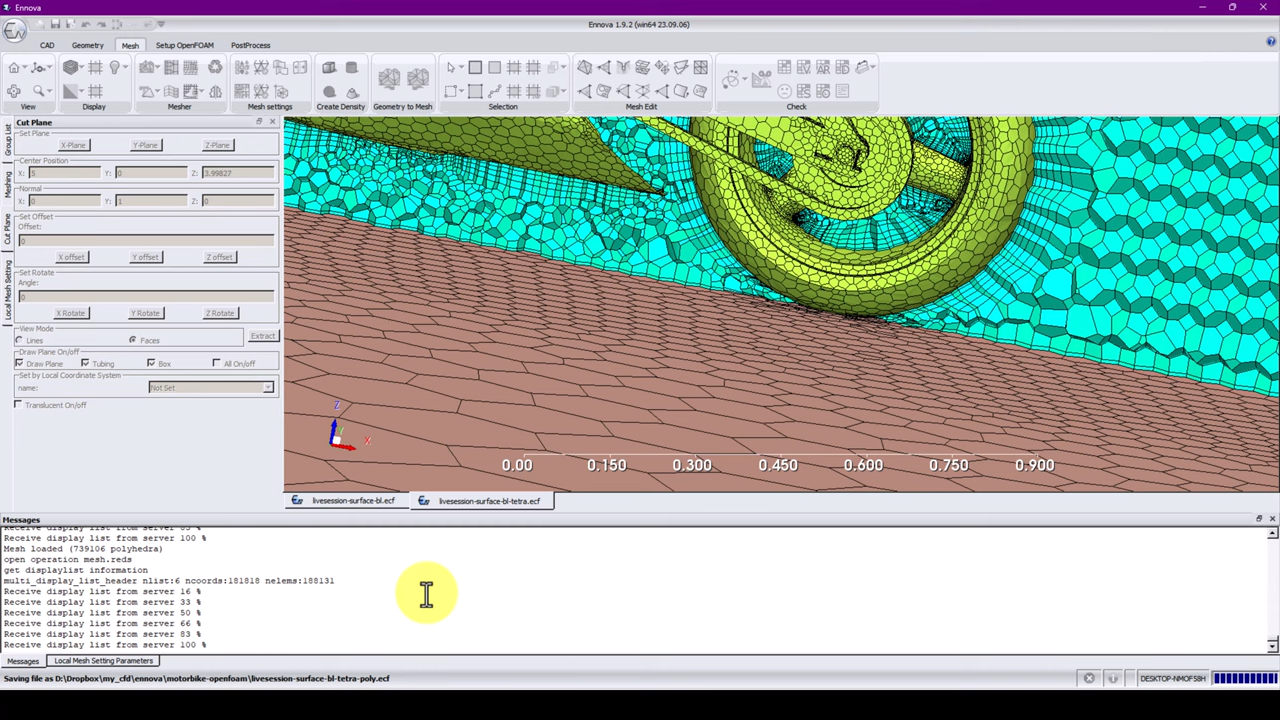 Ennova
Ennova 1.9.2 (win64 23.09.06)
CAD Geometry Mesh Setup OpenFOAM PostProcess
View Display Mesher Mesh settings Create Density Geometry to Mesh Selection Mesh Edit Check
Cut Plane
Group List
Meshing
Cut Plane
Local Mesh Setting
Set Plane
X-Plane Y-Plane Z-Plane
Center Position
X: 5 Y: 0 Z: 3.99827
Normal
X: 0 Y: 1 Z: 0
Set Offset
Offset:
0
X offset Y offset Z offset
Set Rotate
Angle:
0
X Rotate Y Rotate Z Rotate
View Mode
Lines Faces Extract
Draw Plane On/off
Draw Plane Tubing Box All On/off
Set by Local Coordinate System
name: Not Set
Translucent On/off
Z
Y
X
0.00 0.150 0.300 0.450 0.600 0.750 0.900
livesession-surface-bl.ecf livesession-surface-bl-tetra.ecf
Messages
Receive display list from server 83 %
Receive display list from server 100 %
Mesh loaded (739106 polyhedra)
open operation mesh.reds
get displaylist information
multi_display_list_header nlist:6 ncoords:181818 nelems:188131
Receive display list from server 16 %
Receive display list from server 33 %
Receive display list from server 50 %
Receive display list from server 66 %
Receive display list from server 83 %
Receive display list from server 100 %
Messages Local Mesh Setting Parameters
Saving file as D:\Dropbox\my_cfd\ennova\motorbike-openfoam\livesession-surface-bl-tetra-poly.ecf
DESKTOP-NMOF58H